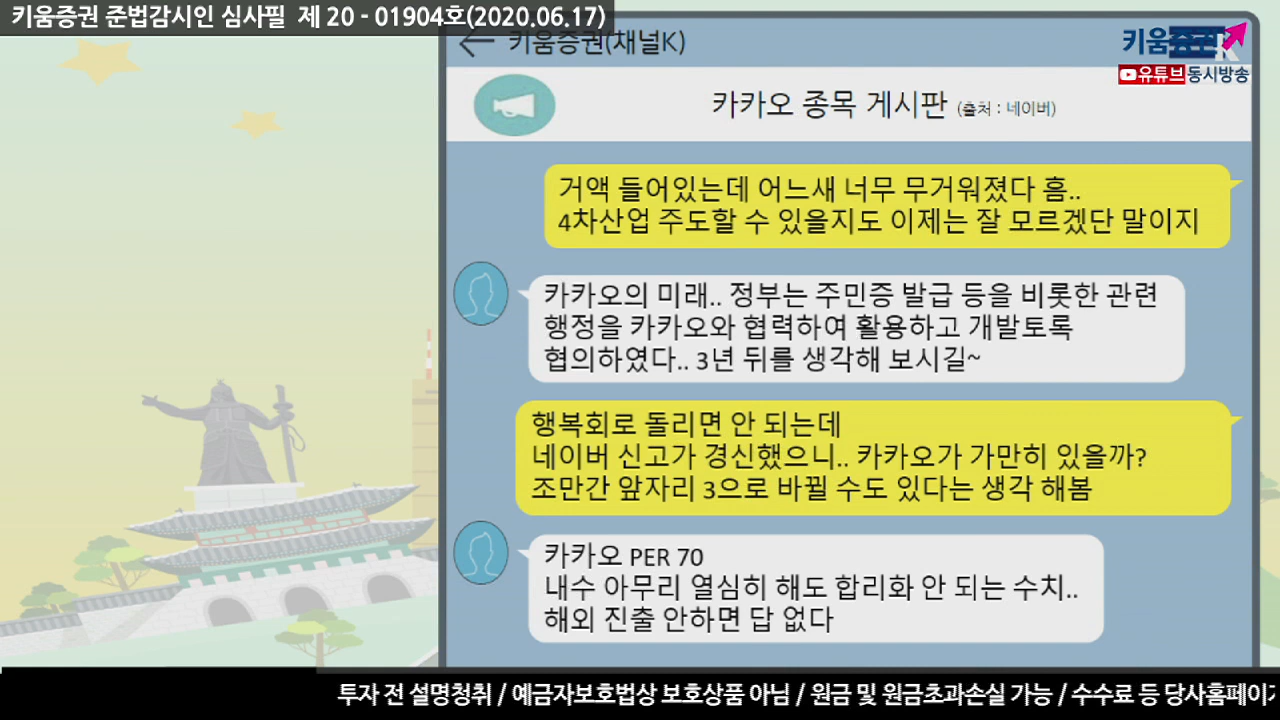 키움증권 준법감시인 심사필 제 20 - 01904호(2020.06.17)
키움증권(채널K)
키움증권
유튜브동시방송
카카오 종목 게시판 (출처 : 네이버)
거액 들어있는데 어느새 너무 무거워졌다 흠..
4차산업 주도할 수 있을지도 이제는 잘 모르겠단 말이지
카카오의 미래.. 정부는 주민증 발급 등을 비롯한 관련
행정을 카카오와 협력하여 활용하고 개발토록
협의하였다.. 3년 뒤를 생각해 보시길~
행복회로 돌리면 안 되는데
네이버 신고가 경신했으니.. 카카오가 가만히 있을까?
조만간 앞자리 3으로 바뀔 수도 있다는 생각 해봄
카카오 PER 70
내수 아무리 열심히 해도 합리화 안 되는 수치..
해외 진출 안하면 답 없다
투자 전 설명청취 / 예금자보호법상 보호상품 아님 / 원금 및 원금초과손실 가능 / 수수료 등 당사홈페이지